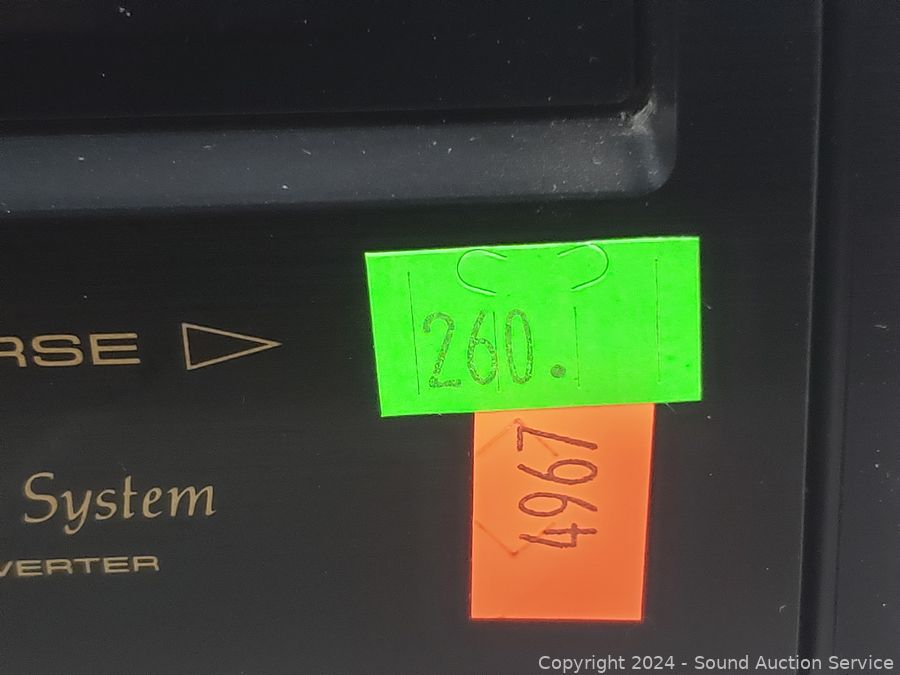 RSE
260.
4967
System
VERTER
Copyright 2024 - Sound Auction Service